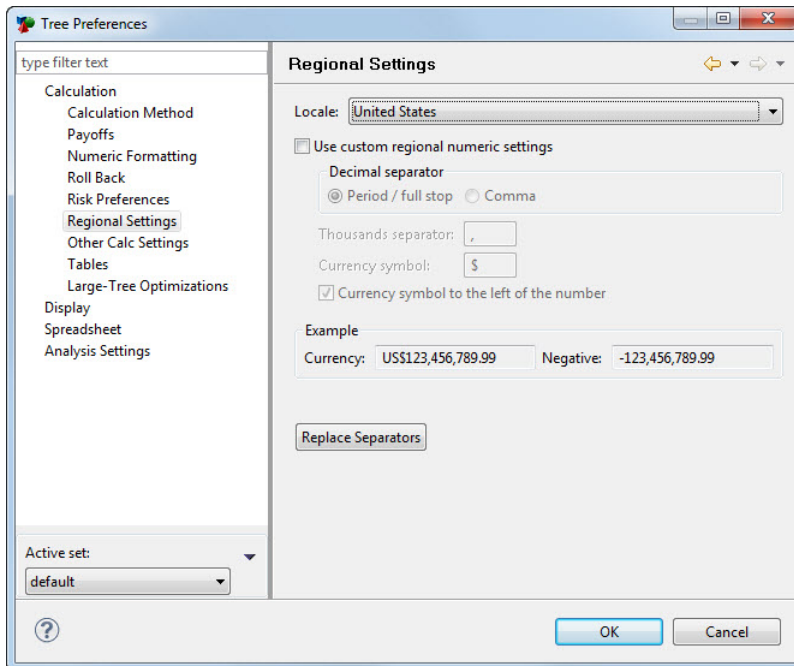 Tree Preferences
type filter text
Calculation
Calculation Method
Payoffs
Numeric Formatting
Roll Back
Risk Preferences
Regional Settings
Other Calc Settings
Tables
Large-Tree Optimizations
Display
Spreadsheet
Analysis Settings
Active set:
default
Regional Settings
Locale: United States
Use custom regional numeric settings
Decimal separator
Period / full stop Comma
Thousands separator: ,
Currency symbol: $
Currency symbol to the left of the number
Example
Currency: US$123,456,789.99 Negative: -123,456,789.99
Replace Separators
? OK Cancel